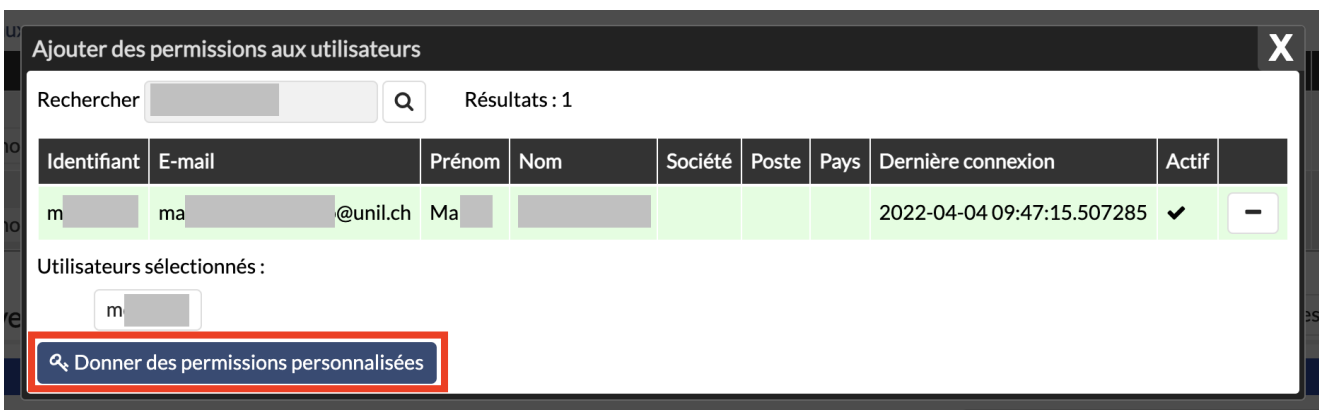 Ajouter des permissions aux utilisateurs X
Rechercher Résultats : 1
Identifiant E-mail Prénom Nom Société Poste Pays Dernière connexion Actif
m ma @unil.ch Ma 2022-04-04 09:47:15.507285 ✔ −
Utilisateurs sélectionnés :
m
Donner des permissions personnalisées